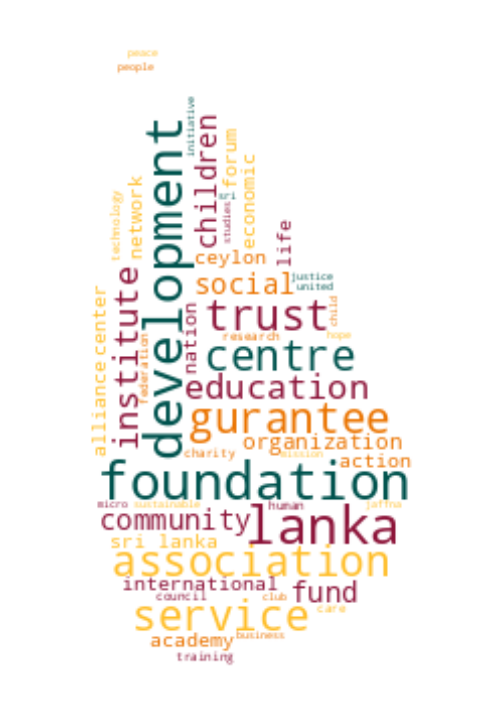 peace
people
initiative
development
children
forum
economic
sri
studies
technology
network
life
ceylon
social
justice
united
institute
trust
child
nation
research
hope
federation
alliance
center
centre
education
gurantee
organization
charity
mission
action
foundation
micro
sustainable
human
jaffna
community
lanka
sri lanka
association
international
fund
council
club
service
care
academy
business
training